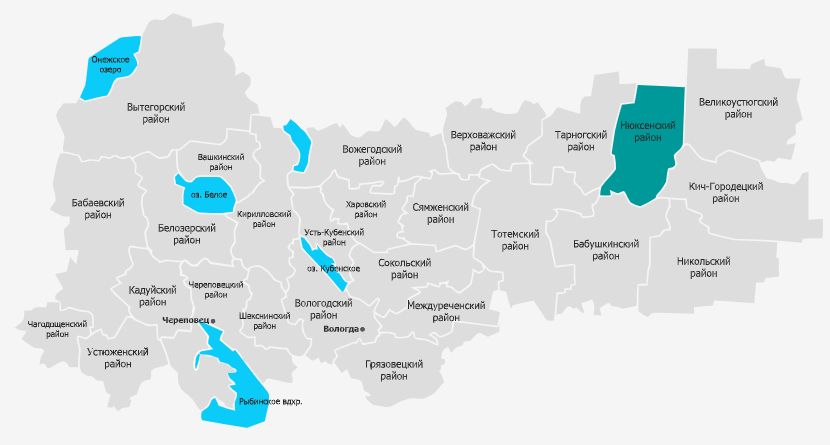 Онежское
озеро
Вытегорский
район
Великоустюгский
район
Нюксенский
район
Тарногский
район
Верховажский
район
Вожегодский
район
Вашкинский
район
оз. Белое
Кич-Городецкий
район
Бабаевский
район
Белозерский
район
Кирилловский
район
Харовский
район
Сямженский
район
Усть-Кубенский
район
Тотемский
район
Бабушкинский
район
Никольский
район
оз. Кубенское
Сокольский
район
Кадуйский
район
Череповецкий
район
Вологодский
район
Междуреченский
район
Шекснинский
район
Череповец
Вологда
Чагодощенский
район
Устюженский
район
Грязовецкий
район
Рыбинское вдхр.